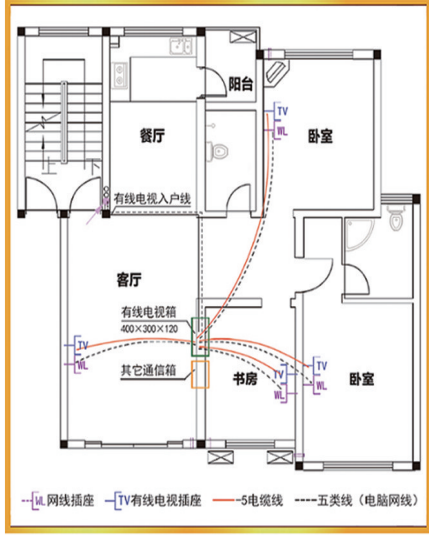 阳台
TV
餐厅
卧室
WL
上
下
有线电视入户线
客厅
有线电视箱
400×300×120
TV
WL
其它通信箱
书房
TV
WL
TV
WL
卧室
WL 网线插座 TV 有线电视插座 -5电缆线 五类线（电脑网线）